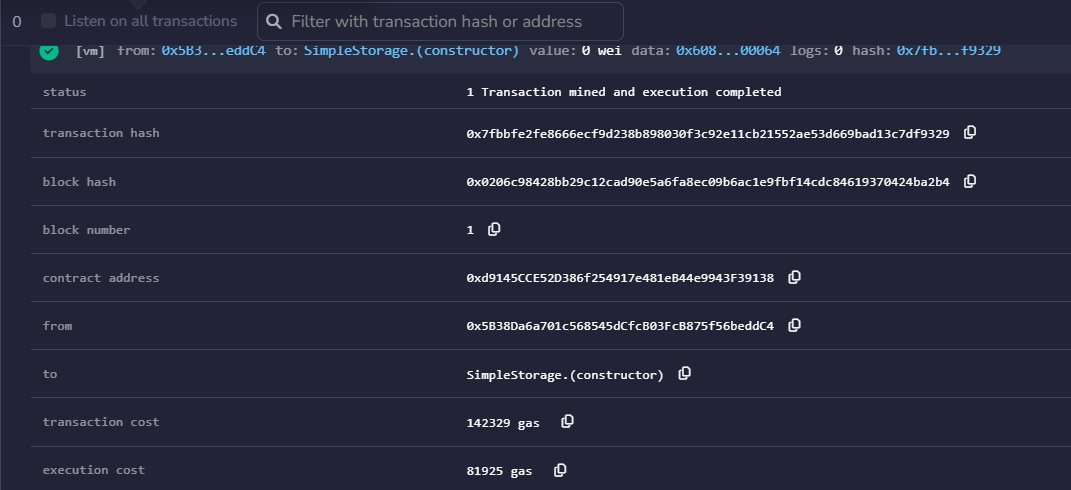 0 Listen on all transactions Filter with transaction hash or address
[vm] from: 0x5B3...eddC4 to: SimpleStorage.(constructor) value: 0 wei data: 0x608...00064 logs: 0 hash: 0x7fb...f9329
status 1 Transaction mined and execution completed
transaction hash 0x7fbbfe2fe8666ecf9d238b898030f3c92e11cb21552ae53d669bad13c7df9329
block hash 0x0206c98428bb29c12cad90e5a6fa8ec09b6ac1e9fbf14cdc84619370424ba2b4
block number 1
contract address 0xd9145CCE52D386f254917e481eB44e9943F39138
from 0x5B38Da6a701c568545dCfcB03FcB875f56beddC4
to SimpleStorage.(constructor)
transaction cost 142329 gas
execution cost 81925 gas